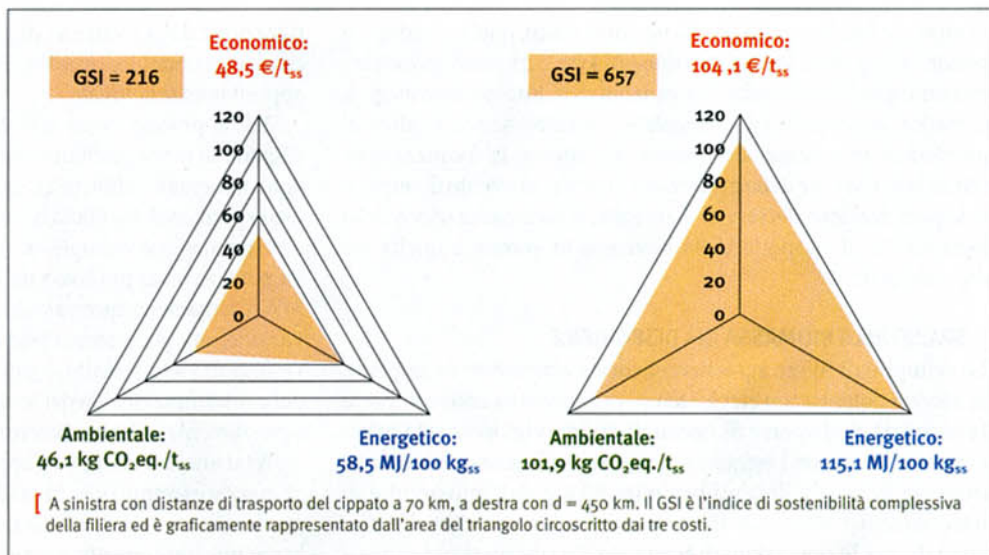 Economico:
48,5 €/tss
GSI = 216
120
100
80
60
40
20
0
Ambientale:
46,1 kg CO2eq./tss
Energetico:
58,5 MJ/100 kgss
Economico:
104,1 €/tss
GSI = 657
120
100
80
60
40
20
0
Ambientale:
101,9 kg CO2eq./tss
Energetico:
115,1 MJ/100 kgss
[ A sinistra con distanze di trasporto del cippato a 70 km, a destra con d = 450 km. Il GSI è l'indice di sostenibilità complessiva
della filiera ed è graficamente rappresentato dall'area del triangolo circoscritto dai tre costi.